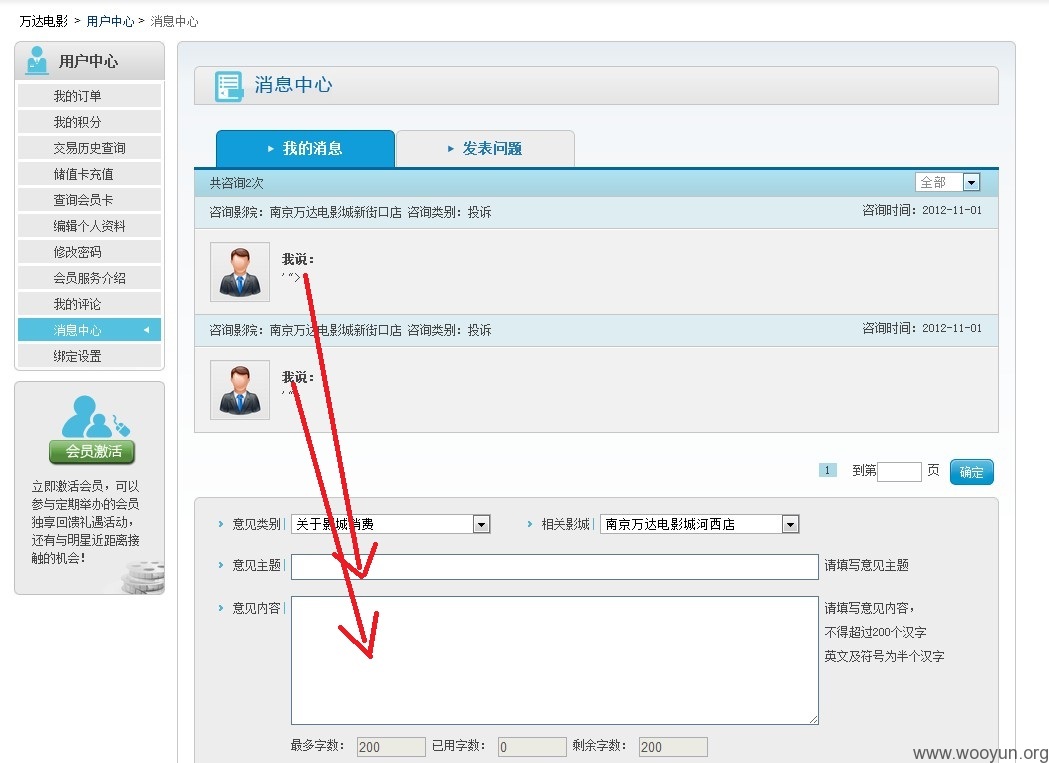 万达电影 > 用户中心 > 消息中心
用户中心
我的订单
我的积分
交易历史查询
储值卡充值
查询会员卡
编辑个人资料
修改密码
会员服务介绍
我的评论
消息中心
绑定设置
会员激活
立即激活会员，可以
参与定期举办的会员
独享回馈礼遇活动，
还有与明星近距离接
触的机会！
消息中心
我的消息 发表问题
共咨询2次 全部
咨询影院：南京万达电影城新街口店 咨询类别：投诉 咨询时间：2012-11-01
我说：
' ">
咨询影院：南京万达电影城新街口店 咨询类别：投诉 咨询时间：2012-11-01
我说：
' "
1 到第 页 确定
意见类别 关于影城消费 相关影城 南京万达电影城河西店
意见主题 请填写意见主题
意见内容 请填写意见内容，
不得超过200个汉字
英文及符号为半个汉字
最多字数： 200 已用字数： 0 剩余字数： 200
www.wooyun.org